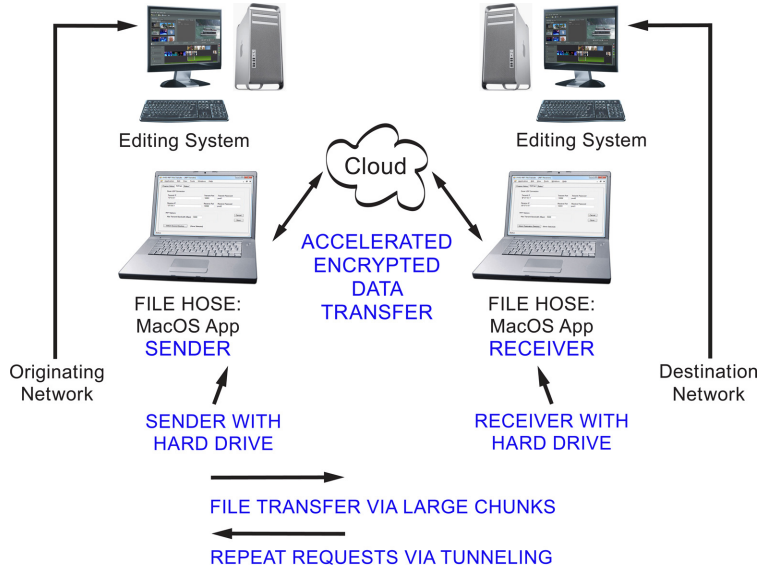 Editing System
Editing System
Cloud
ACCELERATED
ENCRYPTED
DATA
TRANSFER
FILE HOSE:
MacOS App
SENDER
FILE HOSE:
MacOS App
RECEIVER
Originating
Network
Destination
Network
SENDER WITH
HARD DRIVE
RECEIVER WITH
HARD DRIVE
FILE TRANSFER VIA LARGE CHUNKS
REPEAT REQUESTS VIA TUNNELING